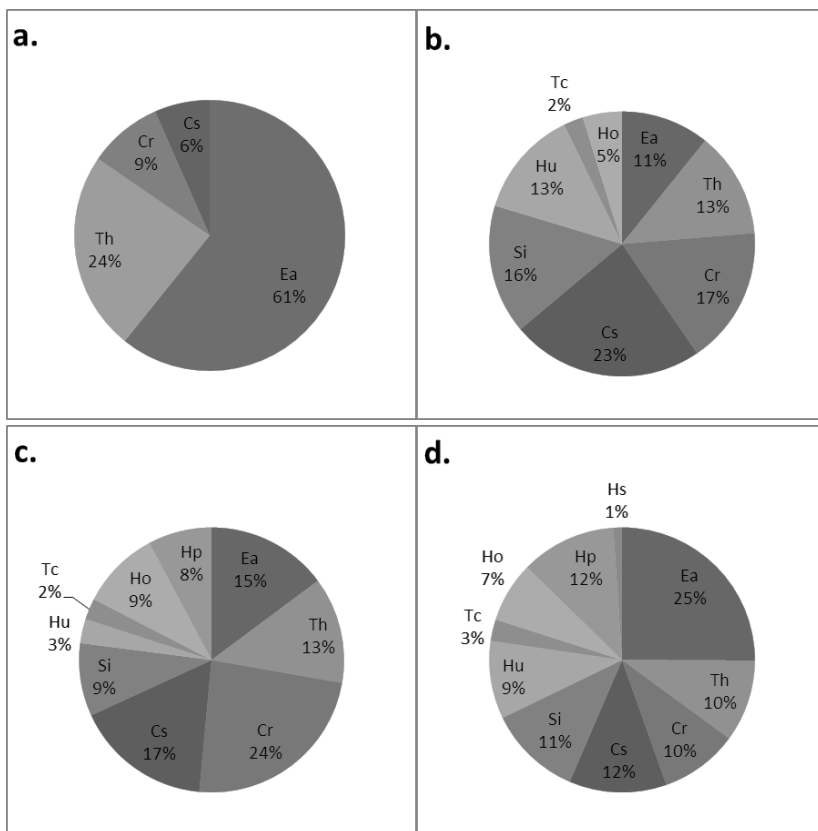 a.
Cs
6%
Cr
9%
Th
24%
Ea
61%
b.
Tc
2%
Ho
5%
Ea
11%
Hu
13%
Th
13%
Si
16%
Cr
17%
Cs
23%
c.
Hp
8%
Ea
15%
Tc
2%
Ho
9%
Hu
3%
Th
13%
Si
9%
Cs
17%
Cr
24%
d.
Hs
1%
Ho
7%
Hp
12%
Ea
25%
Tc
3%
Hu
9%
Th
10%
Si
11%
Cs
12%
Cr
10%